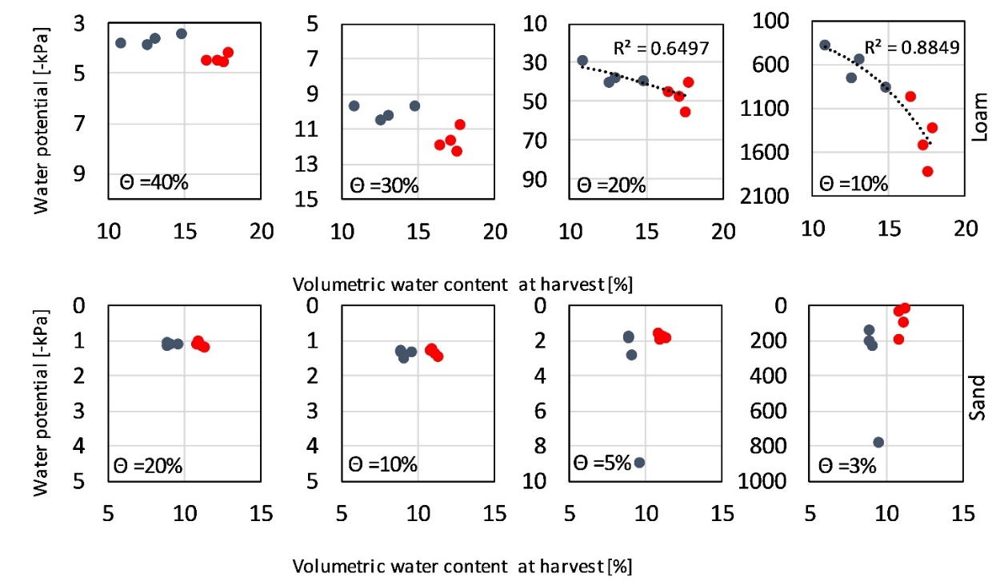 Water potential [-kPa]
3
5
7
9
Θ =40%
10 15 20
5
7
9
11
13
15
Θ =30%
10 15 20
10
30
50
70
90
R² = 0.6497
Θ =20%
10 15 20
100
600
1100
1600
2100
R² = 0.8849
Θ =10%
10 15 20
Loam
Volumetric water content at harvest [%]
Water potential [-kPa]
0
1
2
3
4
5
Θ =20%
5 10 15
0
1
2
3
4
5
Θ =10%
5 10 15
0
2
4
6
8
10
Θ =5%
5 10 15
0
200
400
600
800
1000
Θ =3%
5 10 15
Sand
Volumetric water content at harvest [%]